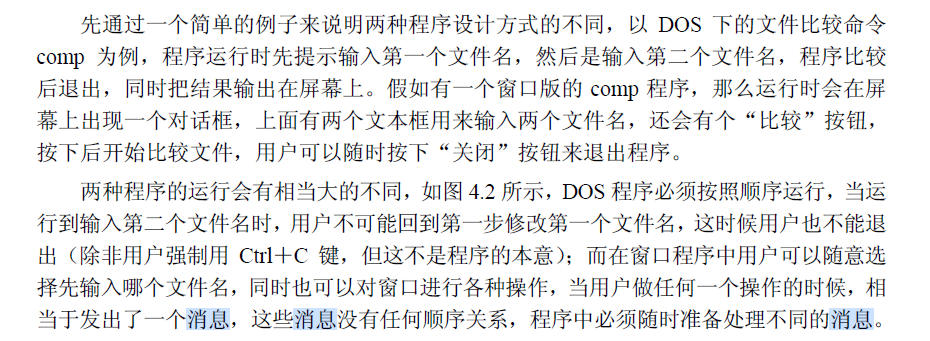 先通过一个简单的例子来说明两种程序设计方式的不同，以 DOS 下的文件比较命令
comp 为例，程序运行时先提示输入第一个文件名，然后是输入第二个文件名，程序比较
后退出，同时把结果输出在屏幕上。假如有一个窗口版的 comp 程序，那么运行时会在屏
幕上出现一个对话框，上面有两个文本框用来输入两个文件名，还会有个“比较”按钮，
按下后开始比较文件，用户可以随时按下“关闭”按钮来退出程序。
两种程序的运行会有相当大的不同，如图 4.2 所示，DOS 程序必须按照顺序运行，当运
行到输入第二个文件名时，用户不可能回到第一步修改第一个文件名，这时候用户也不能退
出（除非用户强制用 Ctrl＋C 键，但这不是程序的本意）；而在窗口程序中用户可以随意选
择先输入哪个文件名，同时也可以对窗口进行各种操作，当用户做任何一个操作的时候，相
当于发出了一个消息，这些消息没有任何顺序关系，程序中必须随时准备处理不同的消息。